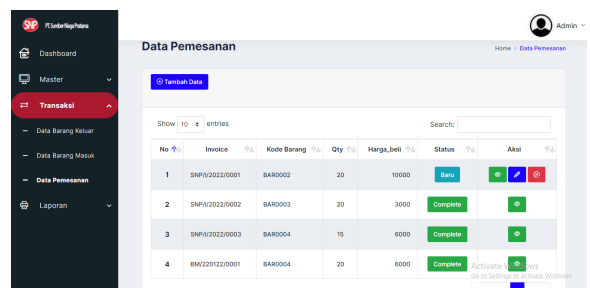 SNP PT.Sumber Niaga Pratama
Admin
Dashboard
Master
Transaksi
Data Barang Keluar
Data Barang Masuk
Data Pemesanan
Laporan
Data Pemesanan
Home > Data Pemesanan
Tambah Data
Show 10 entries
Search:
No Invoice Kode Barang Qty Harga_beli Status Aksi
1 SNP/I/2022/0001 BAR0002 20 10000 Baru
2 SNP/I/2022/0002 BAR0003 20 3000 Complete
3 SNP/I/2022/0003 BAR0004 15 6000 Complete
4 BM/220122/0001 BAR0004 20 6000 Complete
Activate Windows
Go to Settings to activate Windows.